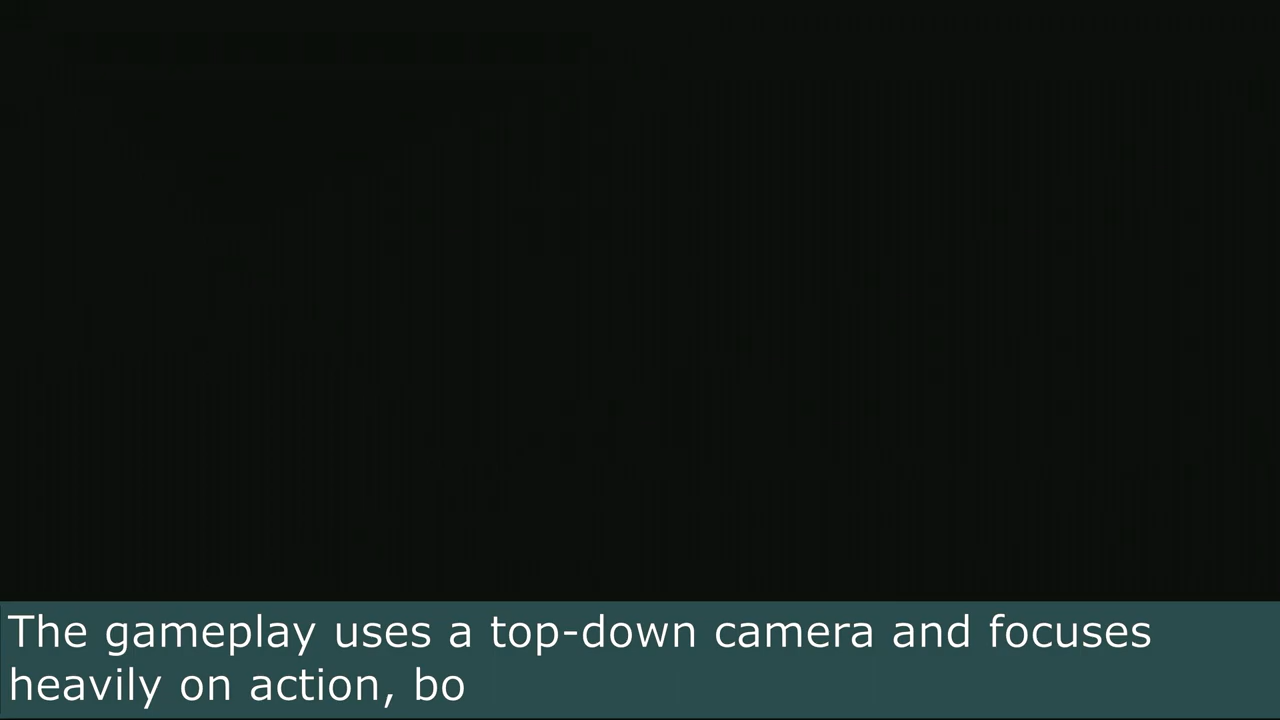 The gameplay uses a top-down camera and focuses
heavily on action, bo